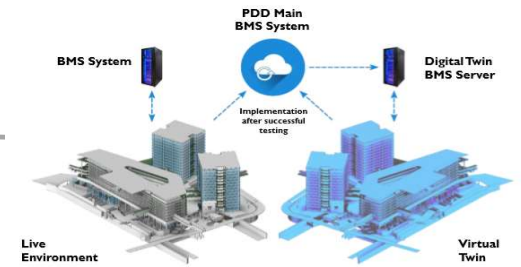 PDD Main
BMS System
BMS System
Digital Twin
BMS Server
Implementation
after successful
testing
Live
Environment
Virtual
Twin